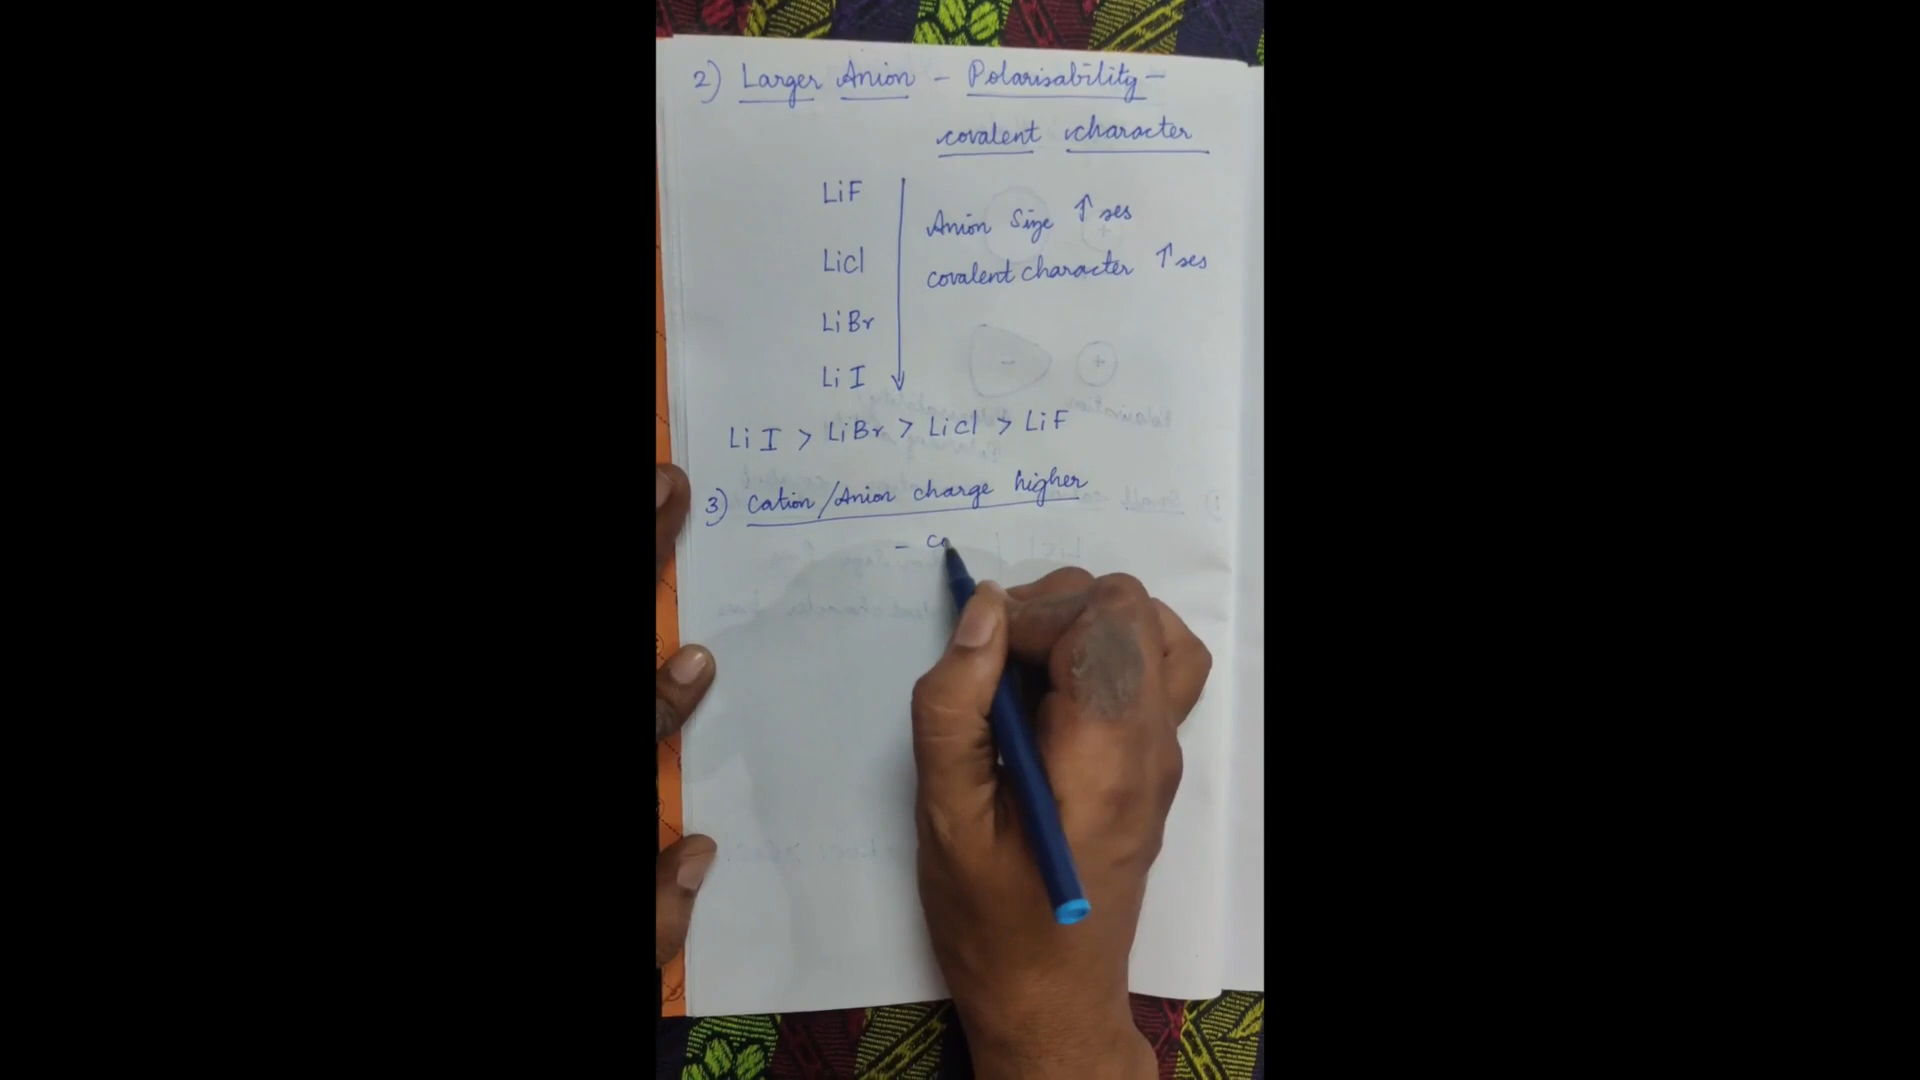 2) Larger Anion - Polarisability -
covalent character
LiF
Anion Size ↑ses
LiCl
covalent character ↑ses
LiBr
LiI
LiI > LiBr > LiCl > LiF
3) Cation/Anion charge higher
- co